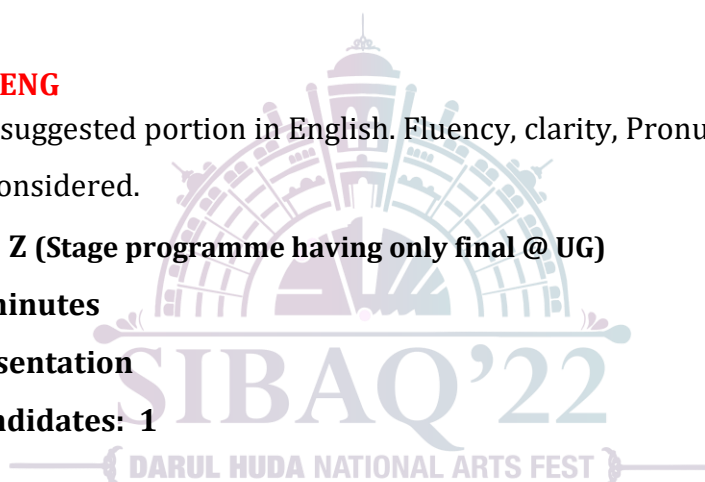 ENG
suggested portion in English. Fluency, clarity, Pronu
onsidered.
Z (Stage programme having only final @ UG)
minutes
sentation
ndidates: 1
SIBAQ’22
DARUL HUDA NATIONAL ARTS FEST